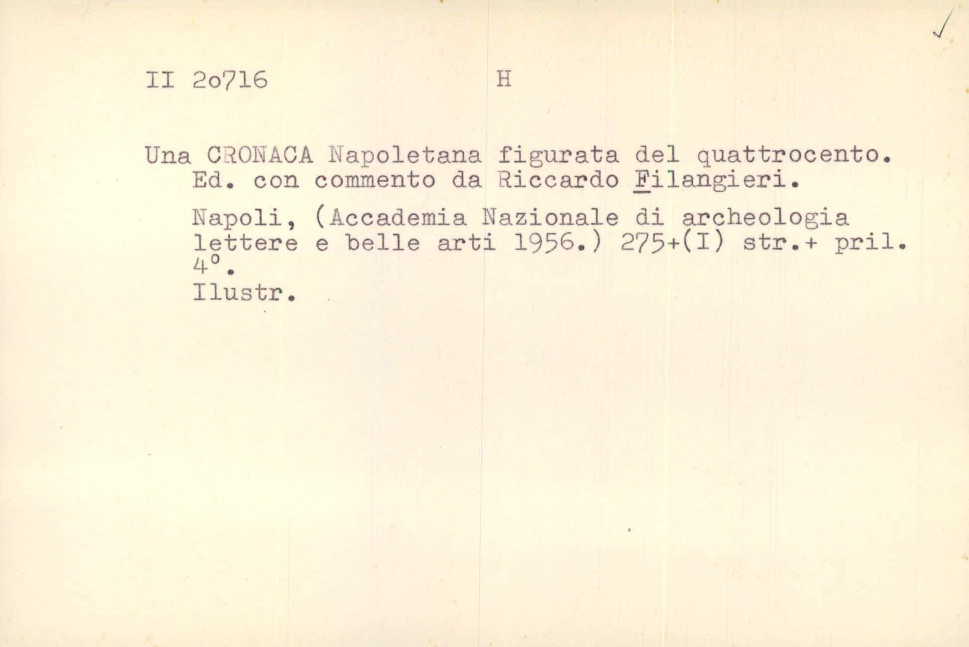 II 20716 H
Una CRONACA Napoletana figurata del quattrocento.
Ed. con commento da Riccardo Filangieri.
Napoli, (Accademia Nazionale di archeologia
lettere e belle arti 1956.) 275+(I) str.+ pril.
4°.
Ilustr.